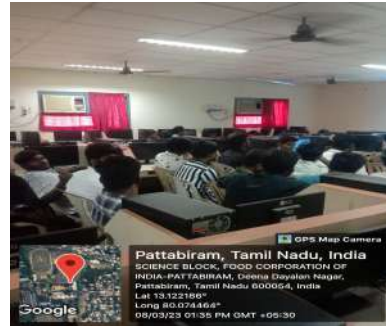 GPS Map Camera
Pattabiram, Tamil Nadu, India
SCIENCE BLOCK, FOOD CORPORATION OF
INDIA-PATTABIRAM, Deena Dayalan Nagar,
Pattabiram, Tamil Nadu 600054, India
Lat 13.122186°
Long 80.074464°
08/03/23 01:35 PM GMT +05:30
Google